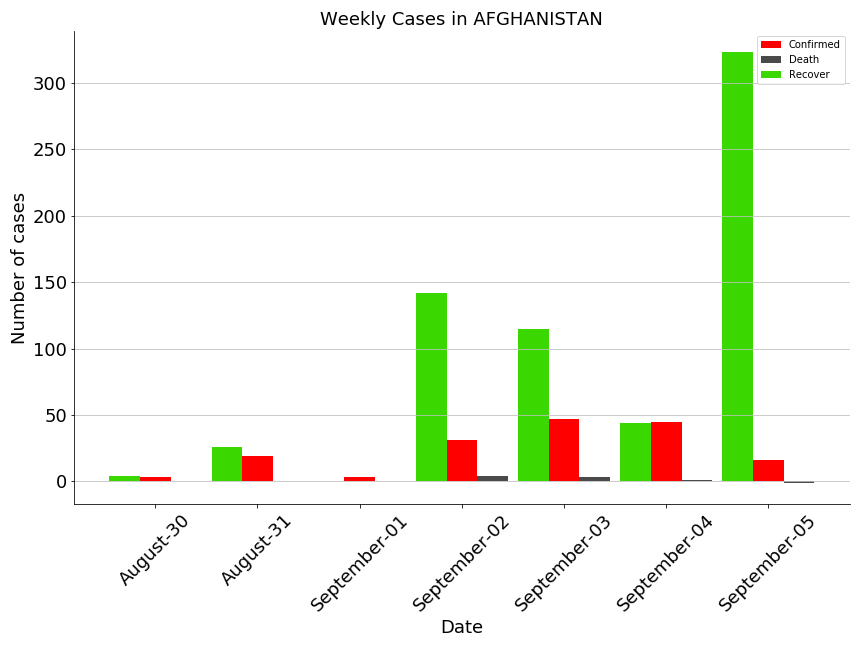 Weekly Cases in AFGHANISTAN
Confirmed
Death
Recover
Number of cases
300
250
200
150
100
50
0
August-30
August-31
September-01
September-02
September-03
September-04
September-05
Date